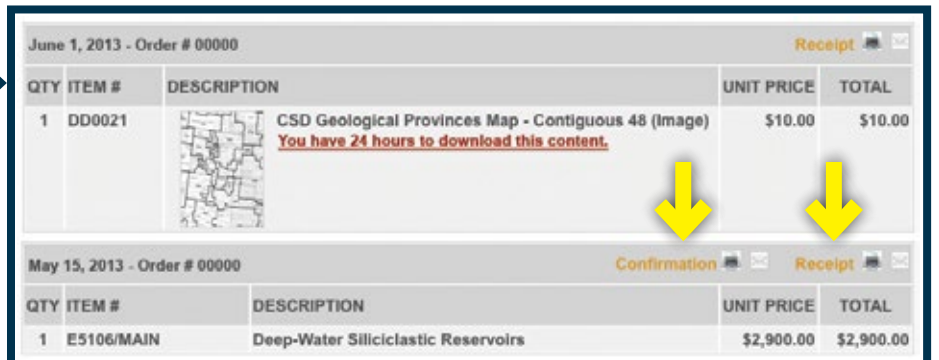 June 1, 2013 - Order # 00000 Receipt
QTY ITEM # DESCRIPTION UNIT PRICE TOTAL
1 DD0021 CSD Geological Provinces Map - Contiguous 48 (Image) $10.00 $10.00
You have 24 hours to download this content.
May 15, 2013 - Order # 00000 Confirmation Receipt
QTY ITEM # DESCRIPTION UNIT PRICE TOTAL
1 E5106/MAIN Deep-Water Siliciclastic Reservoirs $2,900.00 $2,900.00